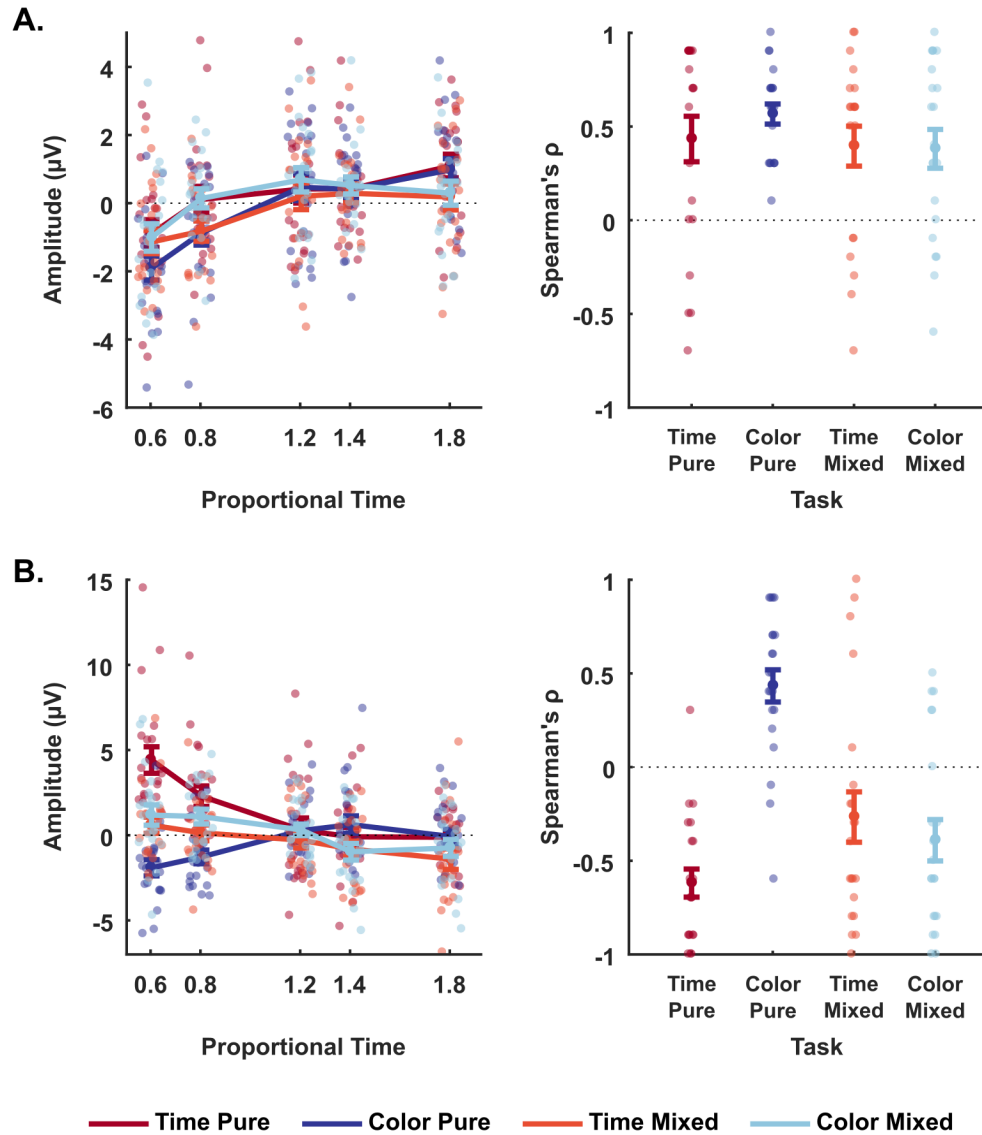 A.
4
2
0
-2
-4
-6
Amplitude (μV)
0.6 0.8 1.2 1.4 1.8
Proportional Time
1
0.5
0
-0.5
-1
Spearman's ρ
Time Color Time Color
Pure Pure Mixed Mixed
Task
B.
15
10
5
0
-5
Amplitude (μV)
0.6 0.8 1.2 1.4 1.8
Proportional Time
1
0.5
0
-0.5
-1
Spearman's ρ
Time Color Time Color
Pure Pure Mixed Mixed
Task
Time Pure Color Pure Time Mixed Color Mixed